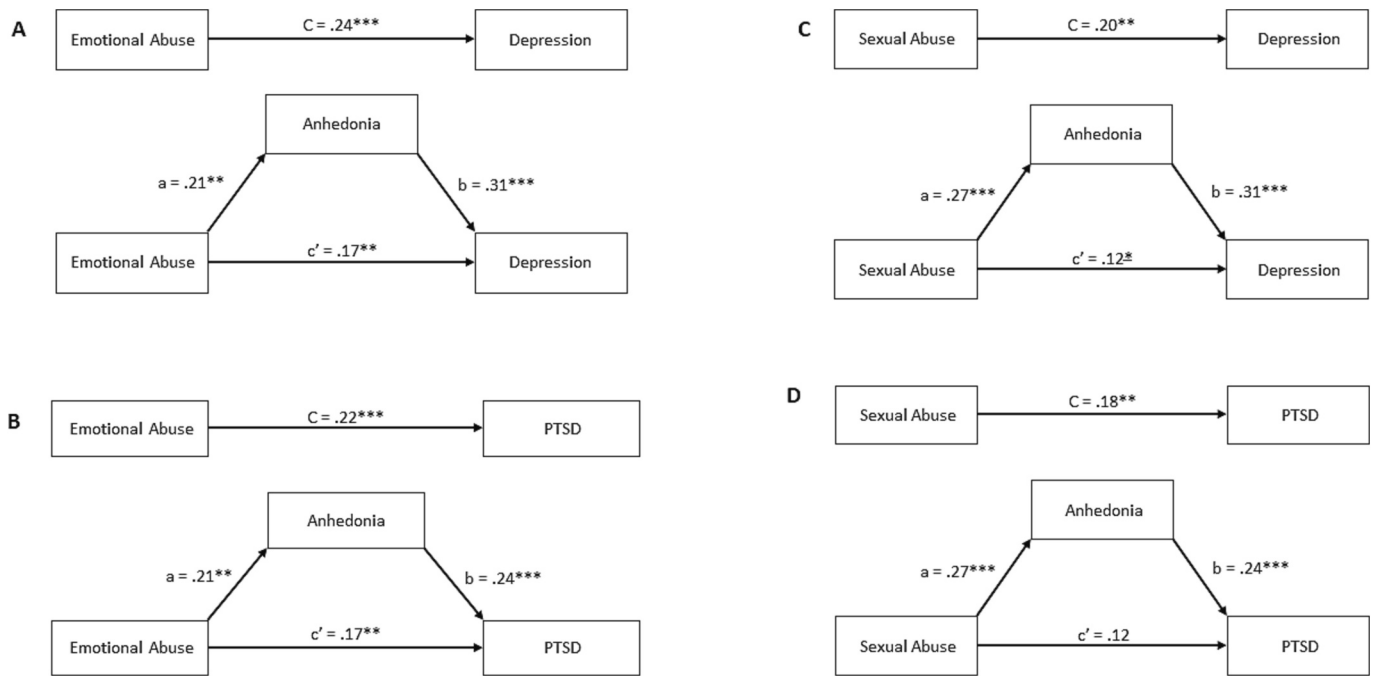 A
C = .24***
Emotional Abuse
Depression
Anhedonia
a = .21**
b = .31***
Emotional Abuse
c' = .17**
Depression
B
C = .22***
Emotional Abuse
PTSD
Anhedonia
a = .21**
b = .24***
Emotional Abuse
c' = .17**
PTSD
C
C = .20**
Sexual Abuse
Depression
Anhedonia
a = .27***
b = .31***
Sexual Abuse
c' = .12*
Depression
D
C = .18**
Sexual Abuse
PTSD
Anhedonia
a = .27***
b = .24***
Sexual Abuse
c' = .12
PTSD